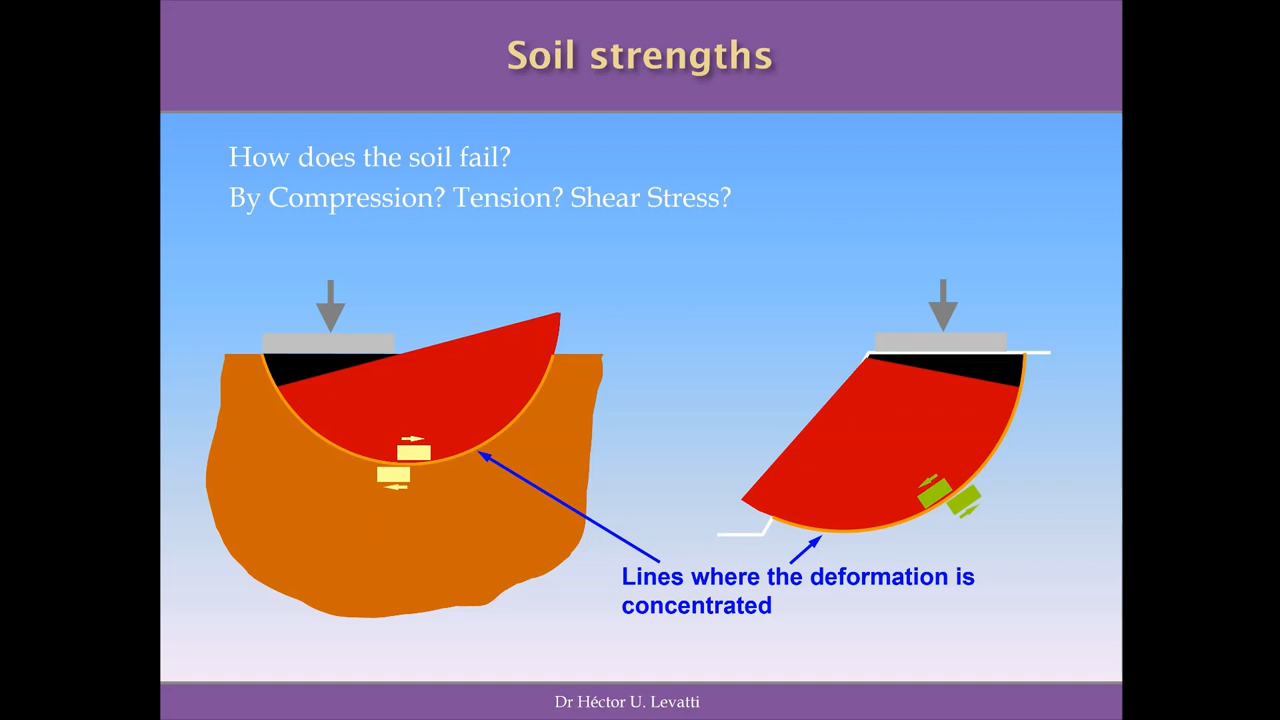 Soil strengths
How does the soil fail?
By Compression? Tension? Shear Stress?
Lines where the deformation is
concentrated
Dr Héctor U. Levatti